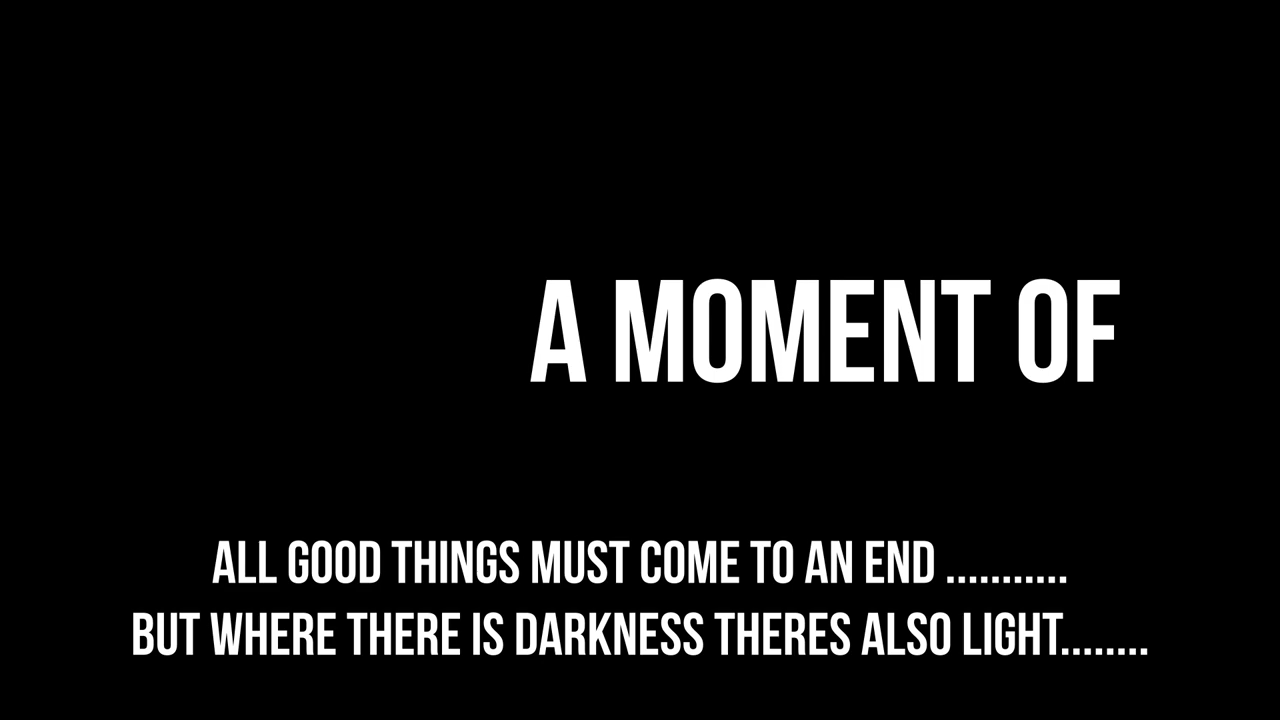 A MOMENT OF
ALL GOOD THINGS MUST COME TO AN END ...........
BUT WHERE THERE IS DARKNESS THERES ALSO LIGHT........